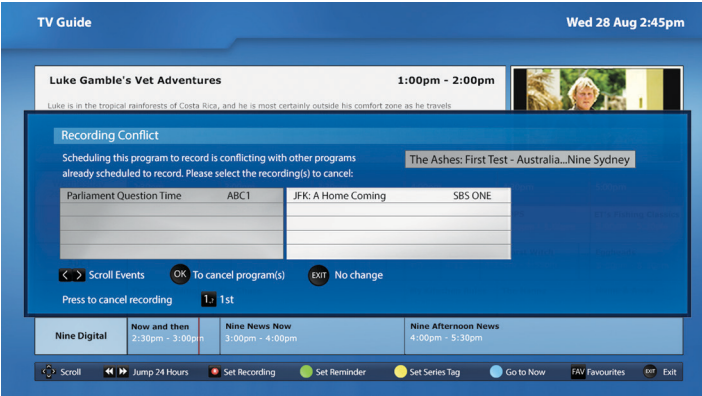 TV Guide
Wed 28 Aug 2:45pm
Luke Gamble's Vet Adventures
1:00pm - 2:00pm
Luke is in the tropical rainforests of Costa Rica, and he is most certainly outside his comfort zone as he travels
Recording Conflict
Scheduling this program to record is conflicting with other programs
already scheduled to record. Please select the recording(s) to cancel:
The Ashes: First Test - Australia...Nine Sydney
Parliament Question Time ABC1
JFK: A Home Coming SBS ONE
< > Scroll Events OK To cancel program(s) EXIT No change
Press to cancel recording 1 1st
Nine Digital
Now and then
2:30pm - 3:00pm
Nine News Now
3:00pm - 4:00pm
Nine Afternoon News
4:00pm - 5:30pm
Scroll Jump 24 Hours Set Recording Set Reminder Set Series Tag Go to Now FAV Favourites EXIT Exit